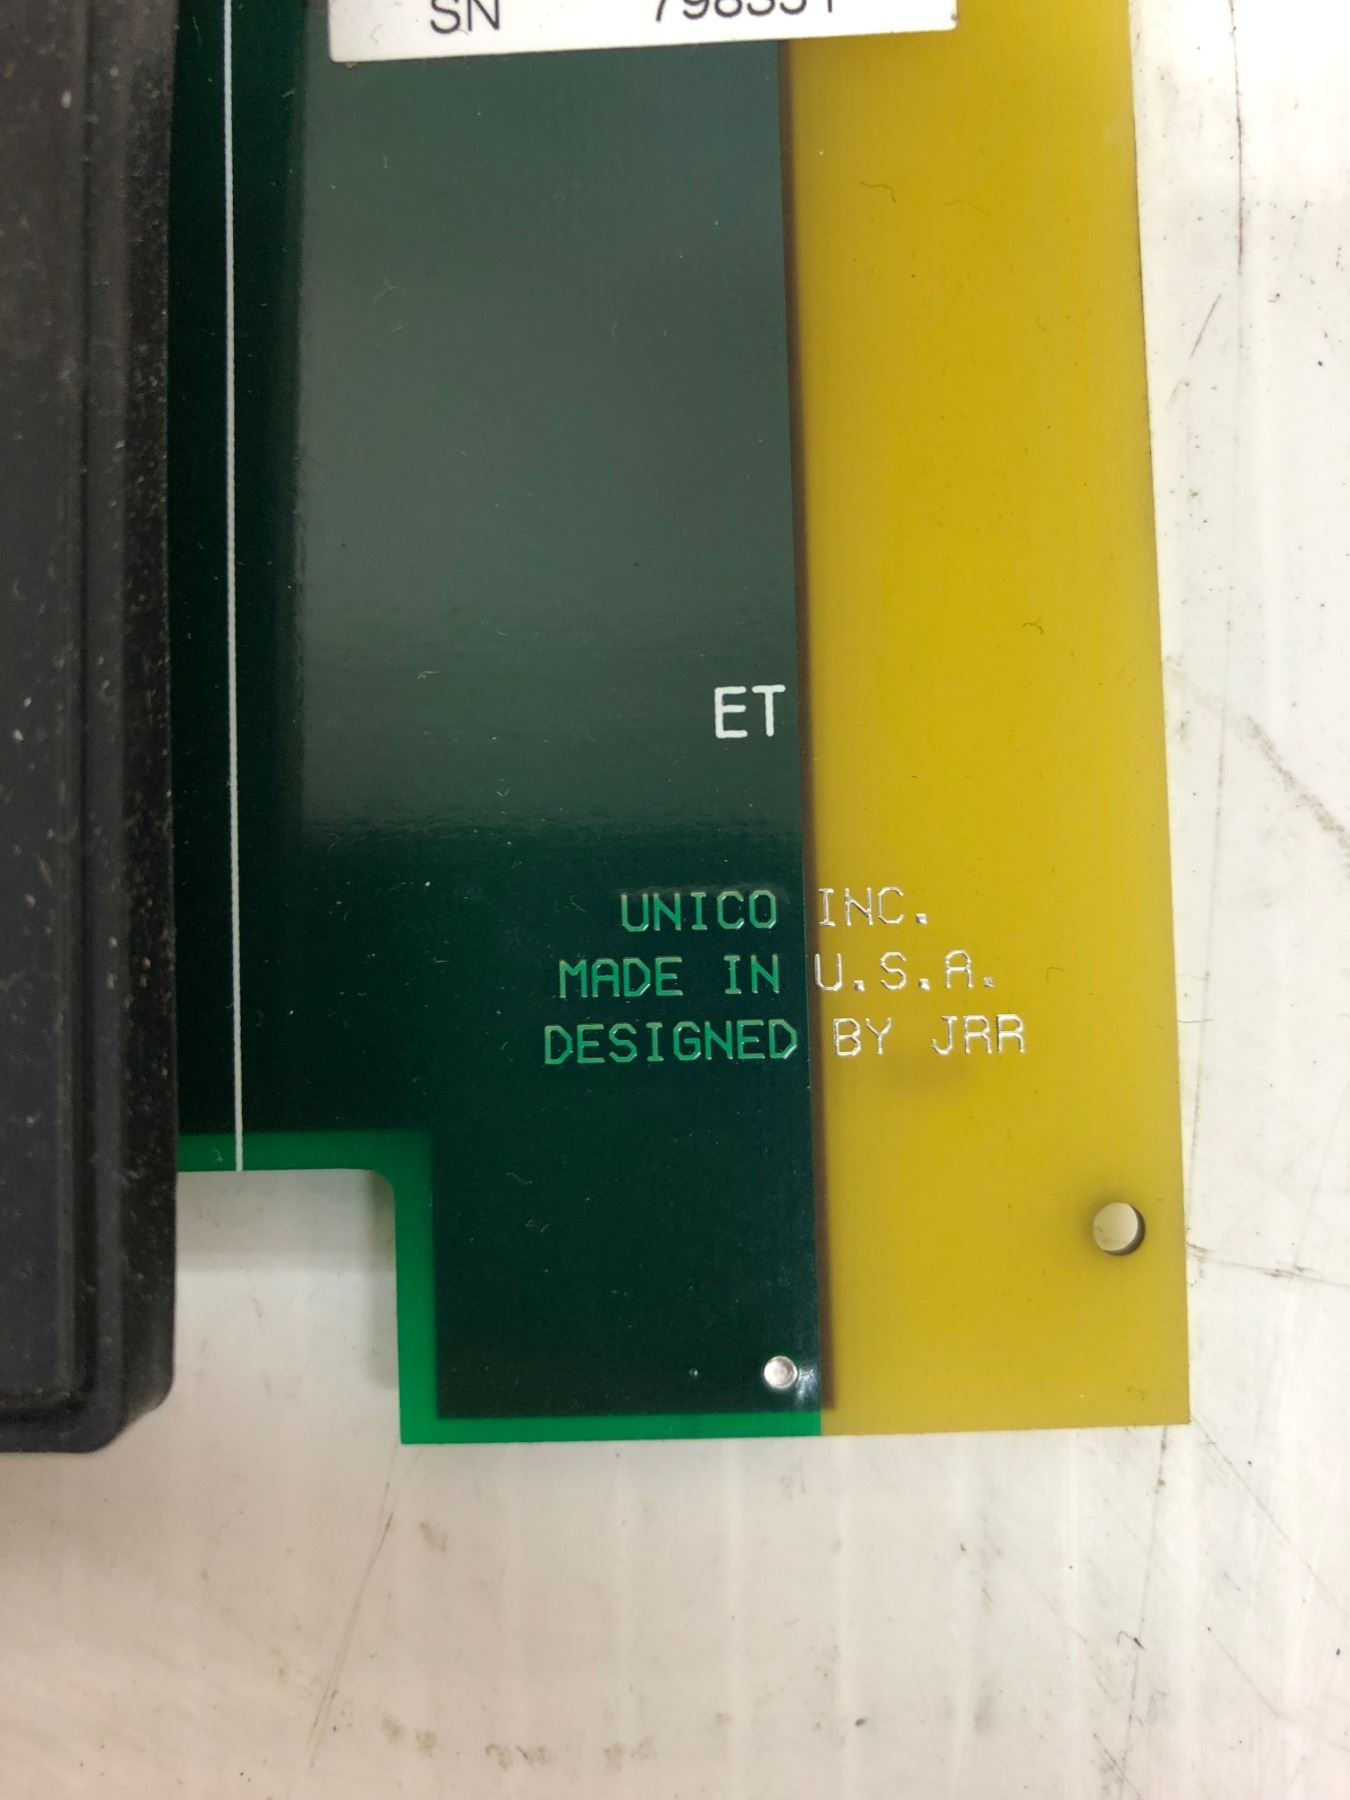 SN
ET
UNICO INC.
MADE IN U.S.A.
DESIGNED BY JRR